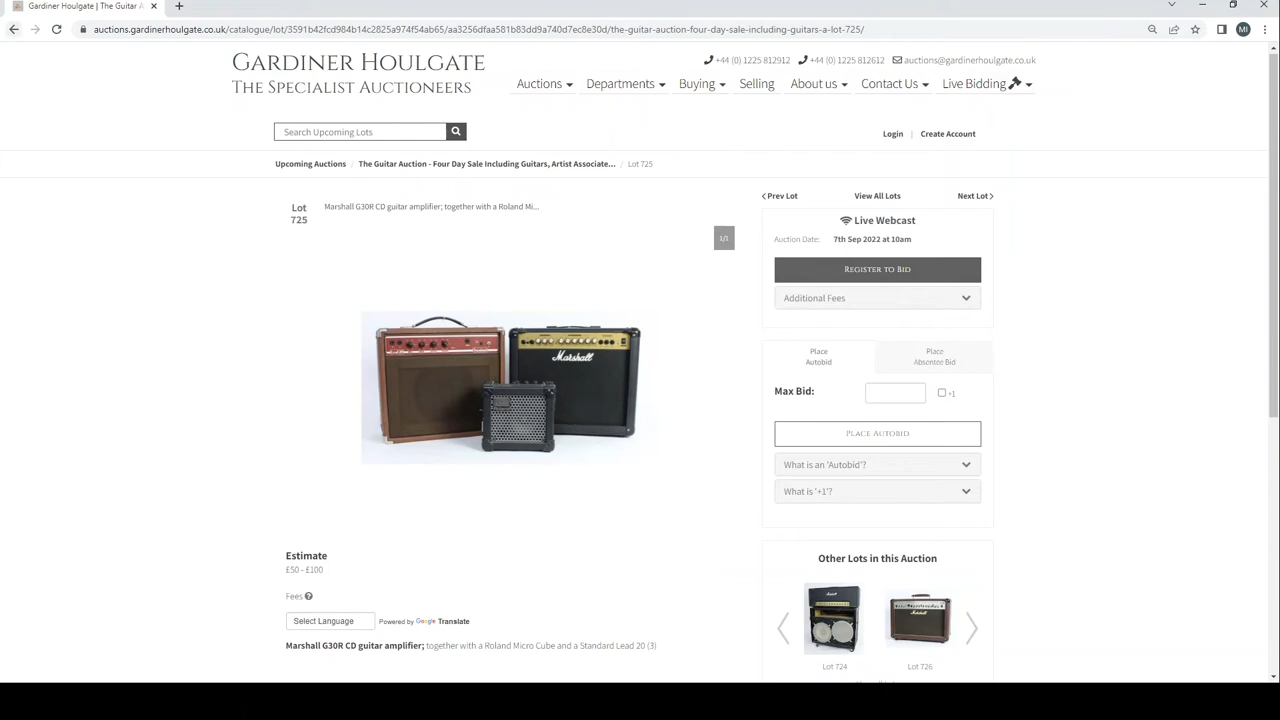 Gardiner Houlgate | The Guitar A
auctions.gardinerhoulgate.co.uk/catalogue/lot/3591b42fcd984b14c2825a974f54ab65/aa3256dfaa581b83dd9a740d7ec8e30d/the-guitar-auction-four-day-sale-including-guitars-a-lot-725/
MI
GARDINER HOULGATE
THE SPECIALIST AUCTIONEERS
+44 (0) 1225 812912 +44 (0) 1225 812612 auctions@gardinerhoulgate.co.uk
Auctions Departments Buying Selling About us Contact Us Live Bidding
Search Upcoming Lots
Login | Create Account
Upcoming Auctions / The Guitar Auction - Four Day Sale Including Guitars, Artist Associate... / Lot 725
Lot
725
Marshall G30R CD guitar amplifier; together with a Roland Mi...
1/1
Marshall
Estimate
£50 - £100
Fees
Select Language Powered by Google Translate
Marshall G30R CD guitar amplifier; together with a Roland Micro Cube and a Standard Lead 20 (3)
Prev Lot View All Lots Next Lot
Live Webcast
Auction Date: 7th Sep 2022 at 10am
REGISTER TO BID
Additional Fees
Place
Autobid
Place
Absentee Bid
Max Bid: +1
PLACE AUTOBID
What is an 'Autobid'?
What is '+1'?
Other Lots in this Auction
Lot 724 Lot 726